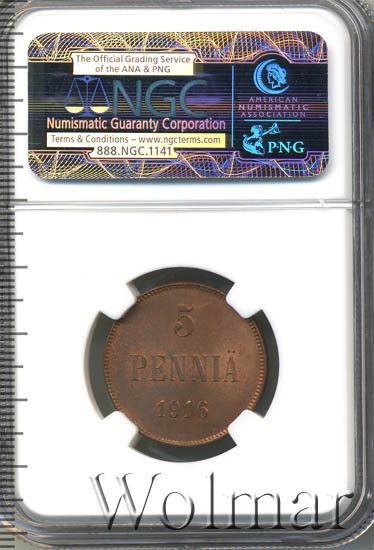 The Official Grading Service
of the ANA & PNG
NGC
Numismatic Guaranty Corporation
Terms & Conditions – www.ngcterms.com
888.NGC.1141
AMERICAN
NUMISMATIC
ASSOCIATION
PNG
5
PENNIÄ
1916
Wolmar